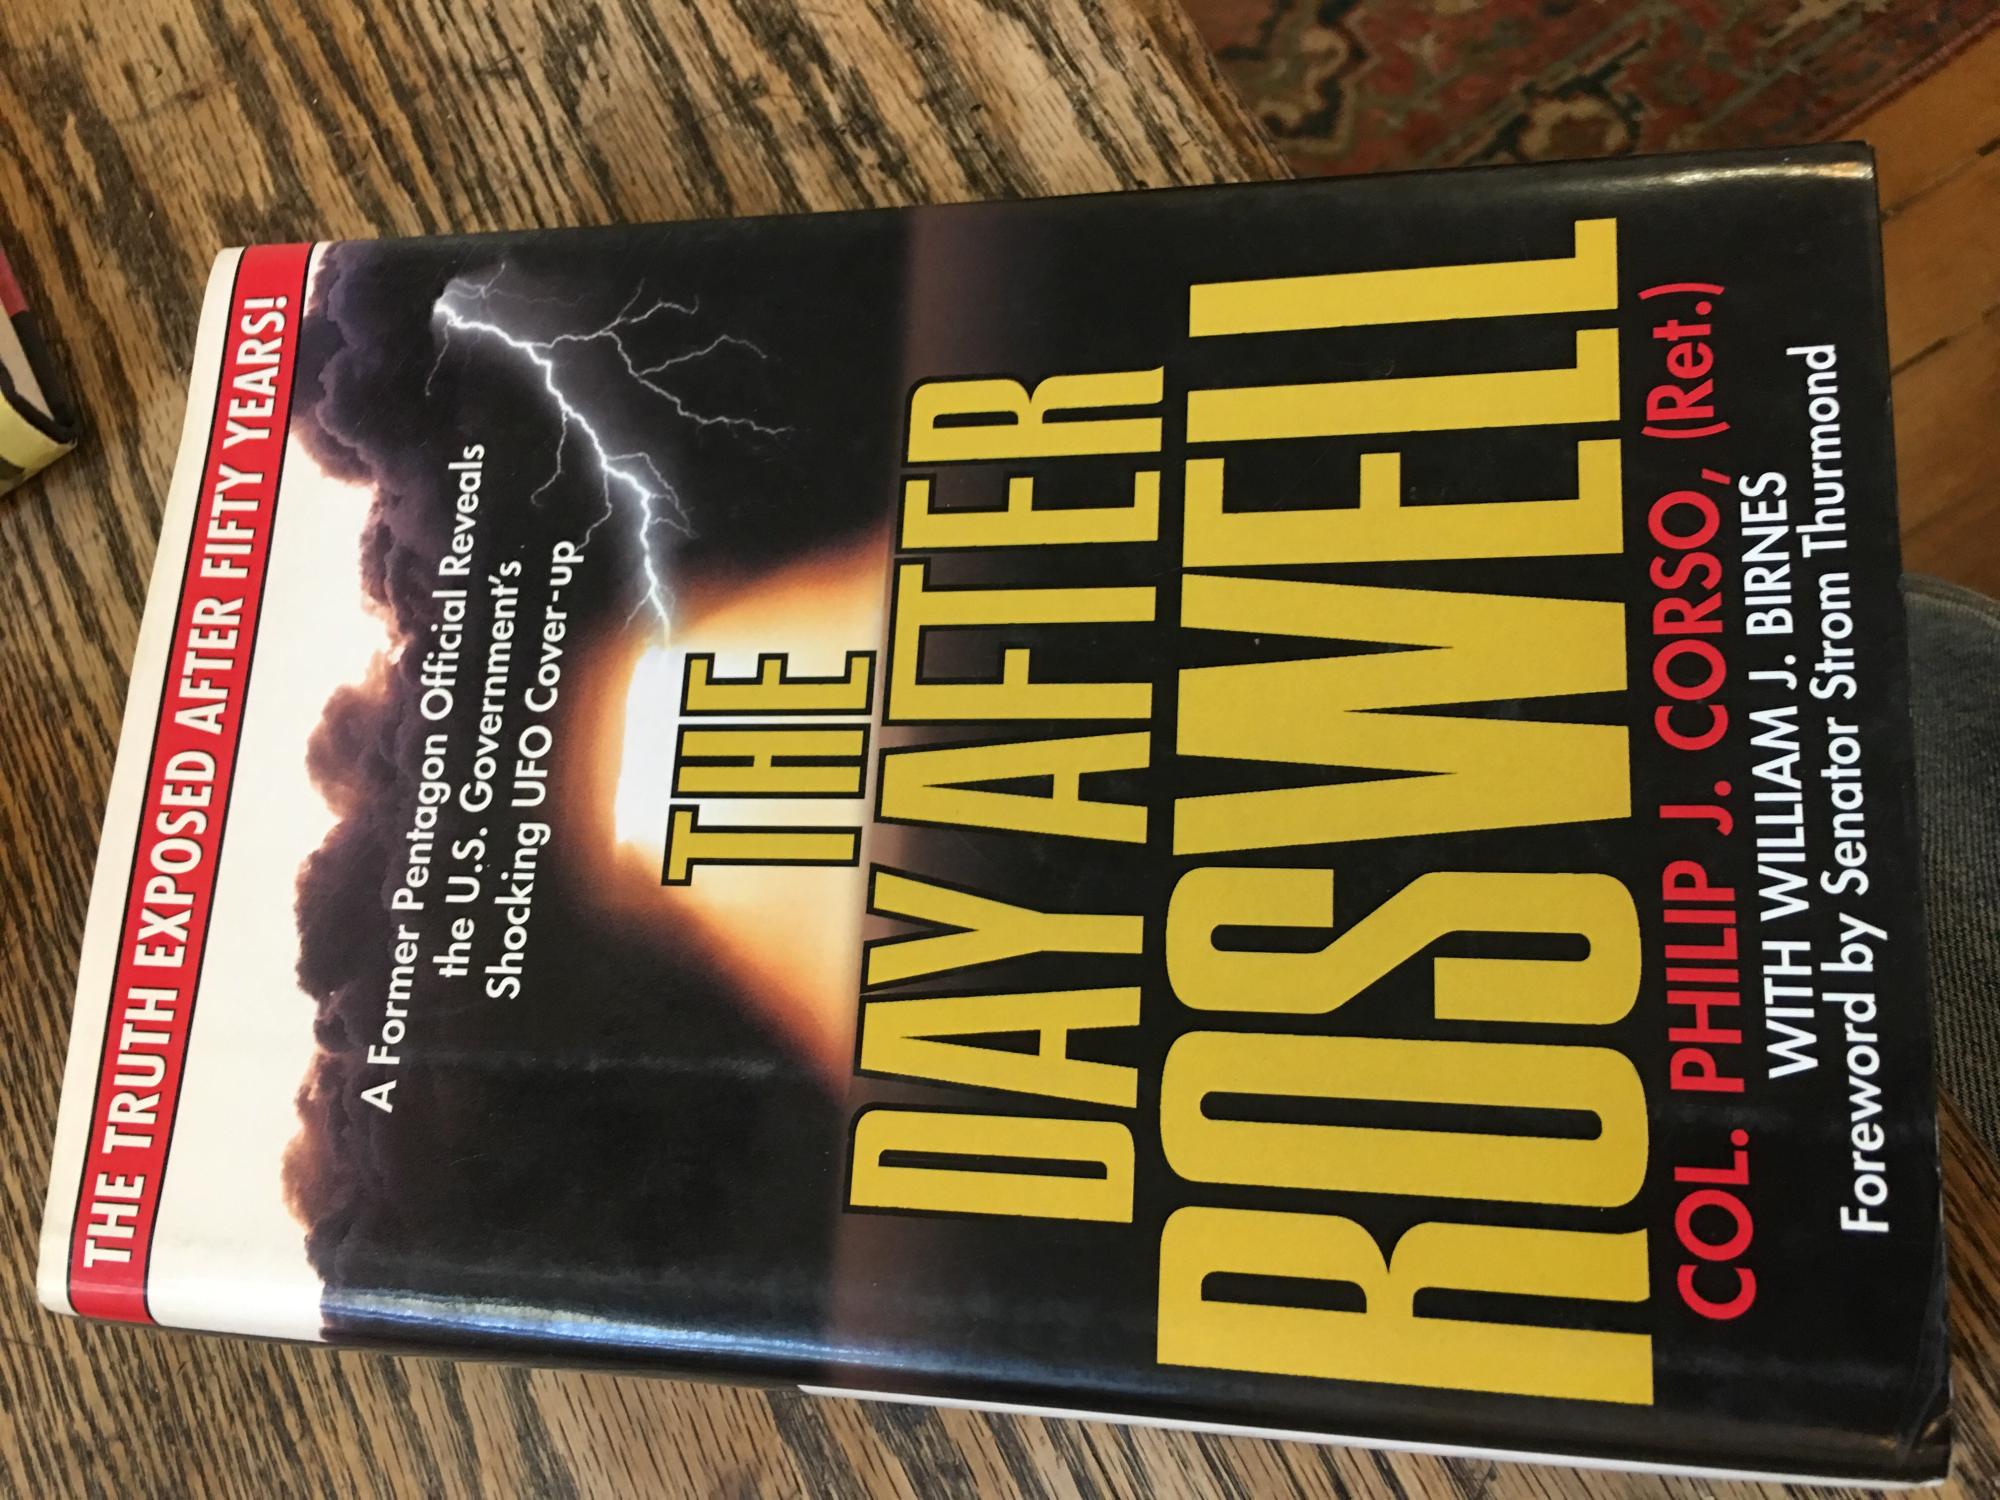 THE TRUTH EXPOSED AFTER FIFTY YEARS!
A Former Pentagon Official Reveals
the U.S. Government's
Shocking UFO Cover-up
THE
DAY AFTER
ROSWELL
COL. PHILIP J. CORSO, (Ret.)
WITH WILLIAM J. BIRNES
Foreword by Senator Strom Thurmond